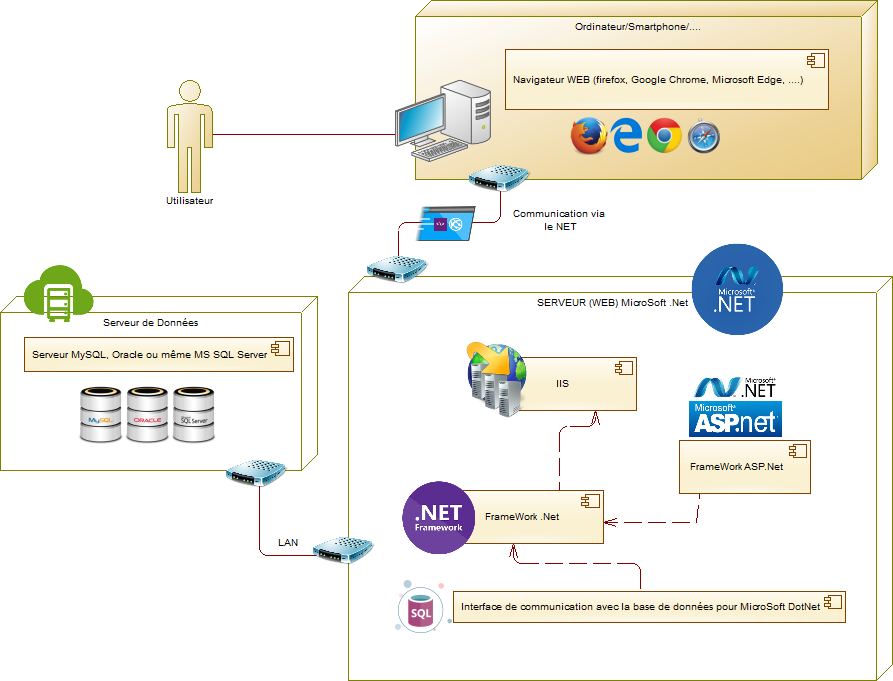 Ordinateur/Smartphone/....
Navigateur WEB (firefox, Google Chrome, Microsoft Edge, ....)
Utilisateur
Communication via
le NET
Microsoft®
.NET
SERVEUR (WEB) MicroSoft .Net
Serveur de Données
Serveur MySQL, Oracle ou même MS SQL Server
MySQL
ORACLE
SQL Server
IIS
Microsoft®
.NET
Microsoft®
ASP.net
FrameWork ASP.Net
.NET
Framework
FrameWork .Net
LAN
SQL
Interface de communication avec la base de données pour MicroSoft DotNet